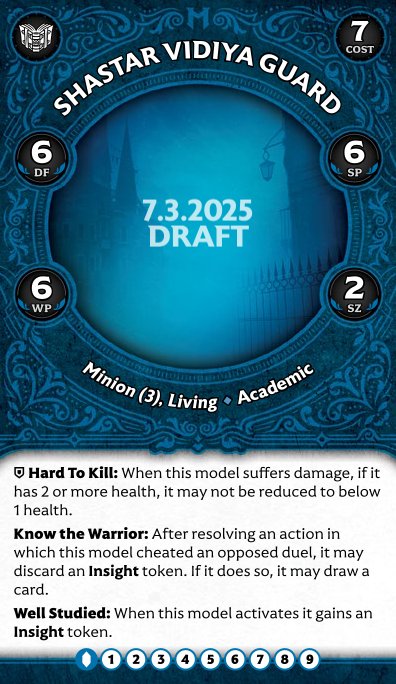 7
COST
SHASTAR VIDIYA GUARD
6
DF
6
SP
7.3.2025
DRAFT
6
WP
2
SZ
Minion (3), Living • Academic
Hard To Kill: When this model suffers damage, if it
has 2 or more health, it may not be reduced to below
1 health.
Know the Warrior: After resolving an action in
which this model cheated an opposed duel, it may
discard an Insight token. If it does so, it may draw a
card.
Well Studied: When this model activates it gains an
Insight token.
1 2 3 4 5 6 7 8 9